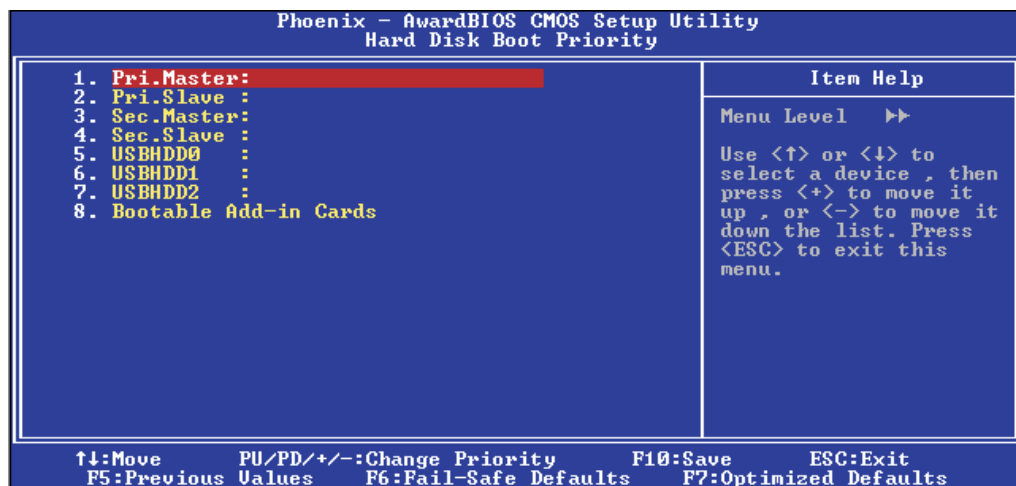 Phoenix - AwardBIOS CMOS Setup Utility
Hard Disk Boot Priority
1. Pri.Master:
2. Pri.Slave :
3. Sec.Master:
4. Sec.Slave :
5. USBHDD0 :
6. USBHDD1 :
7. USBHDD2 :
8. Bootable Add-in Cards
Item Help
Menu Level ▶▶
Use <↑> or <↓> to
select a device , then
press <+> to move it
up , or <-> to move it
down the list. Press
<ESC> to exit this
menu.
↑↓:Move PU/PD/+/-:Change Priority F10:Save ESC:Exit
F5:Previous Values F6:Fail-Safe Defaults F7:Optimized Defaults